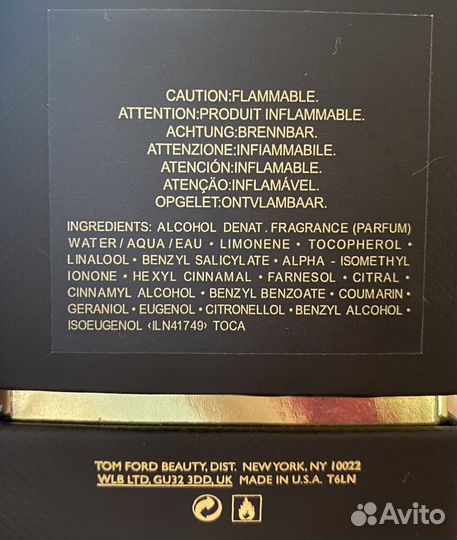 CAUTION:FLAMMABLE.
ATTENTION:PRODUIT INFLAMMABLE.
ACHTUNG:BRENNBAR.
ATTENZIONE:INFIAMMABILE.
ATENCIÓN:INFLAMABLE.
ATENÇÄO:INFLAMÁVEL.
OPGELET:ONTVLAMBAAR.
INGREDIENTS: ALCOHOL DENAT. FRAGRANCE (PARFUM)
WATER/AQUA/EAU • LIMONENE • TOCOPHEROL •
LINALOOL • BENZYL SALICYLATE • ALPHA - ISOMETHYL
IONONE • HEXYL CINNAMAL • FARNESOL • CITRAL •
CINNAMYL ALCOHOL • BENZYL BENZOATE • COUMARIN •
GERANIOL • EUGENOL • CITRONELLOL • BENZYL ALCOHOL •
ISOEUGENOL ‹ILN41749› TOCA
TOM FORD BEAUTY, DIST. NEW YORK, NY 10022
WLB LTD, GU32 3DD, UK MADE IN U.S.A. T6LN
Avito